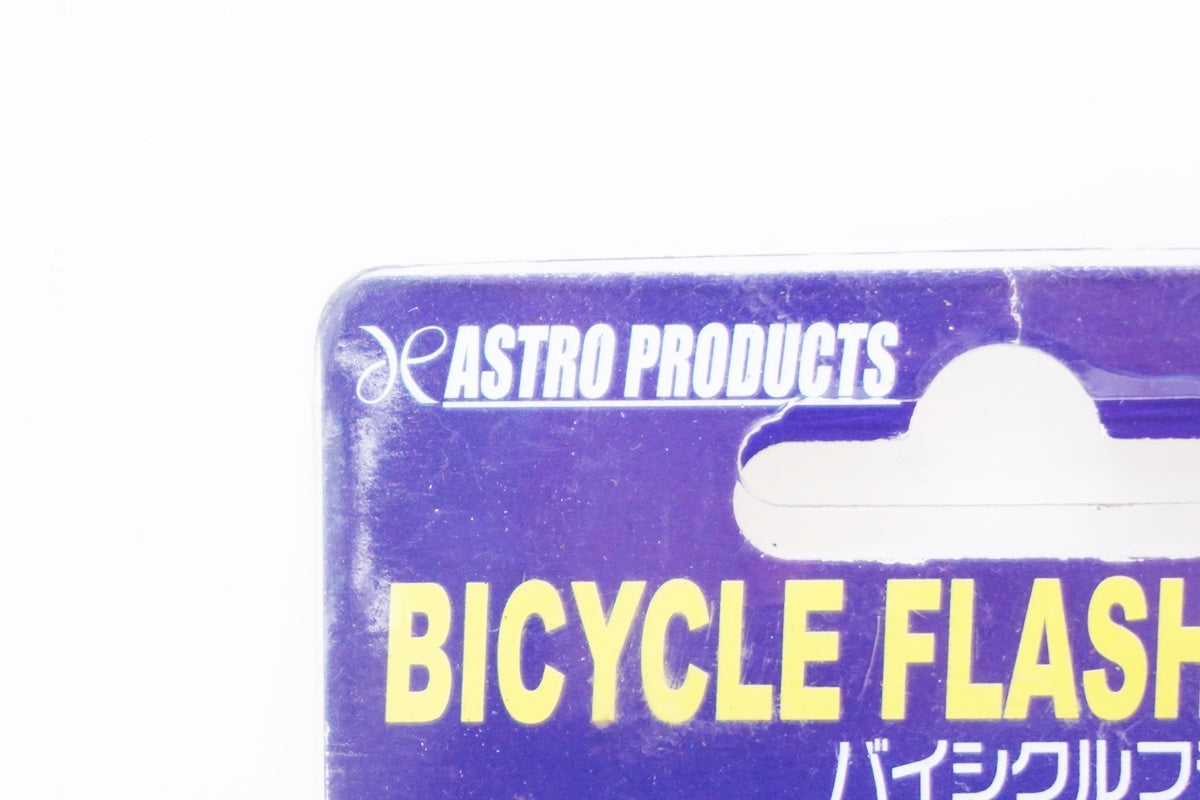 ASTRO PRODUCTS
BICYCLE FLASH
バイシクルフ